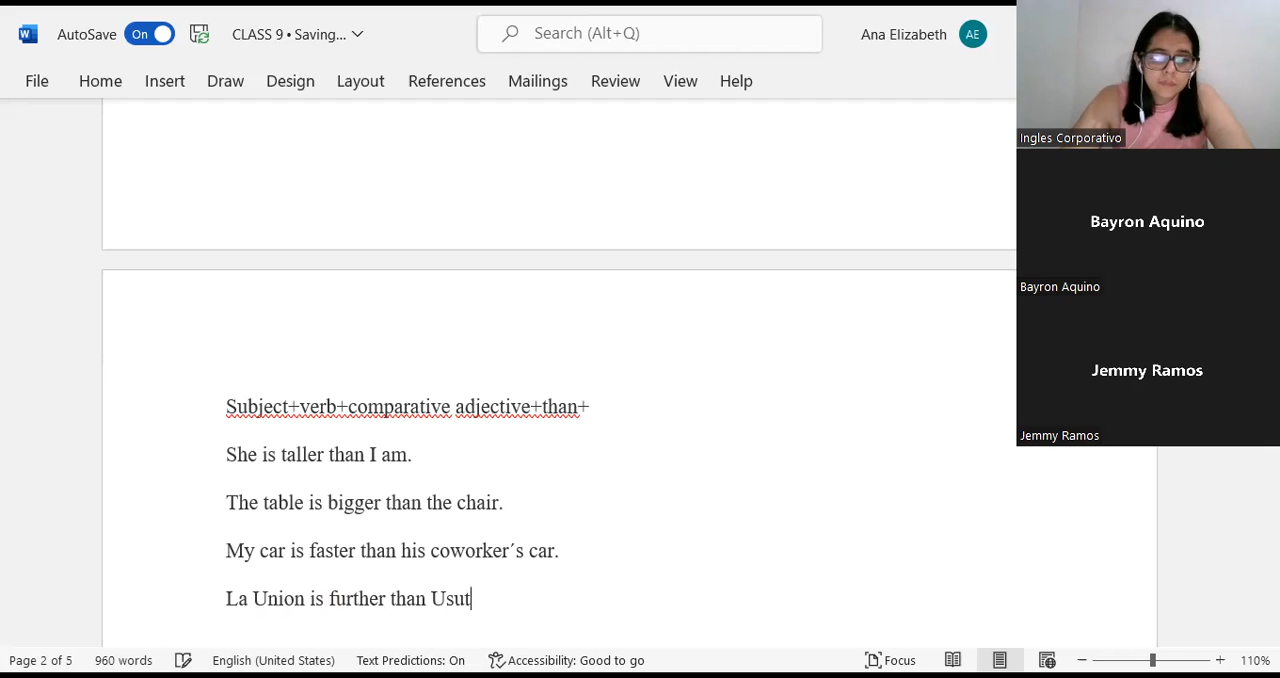 AutoSave On CLASS 9 • Saving... Search (Alt+Q) Ana Elizabeth AE
File Home Insert Draw Design Layout References Mailings Review View Help
Ingles Corporativo
Bayron Aquino
Bayron Aquino
Jemmy Ramos
Jemmy Ramos
Subject+verb+comparative adjective+than+
She is taller than I am.
The table is bigger than the chair.
My car is faster than his coworker´s car.
La Union is further than Usut
Page 2 of 5 960 words English (United States) Text Predictions: On Accessibility: Good to go Focus 110%